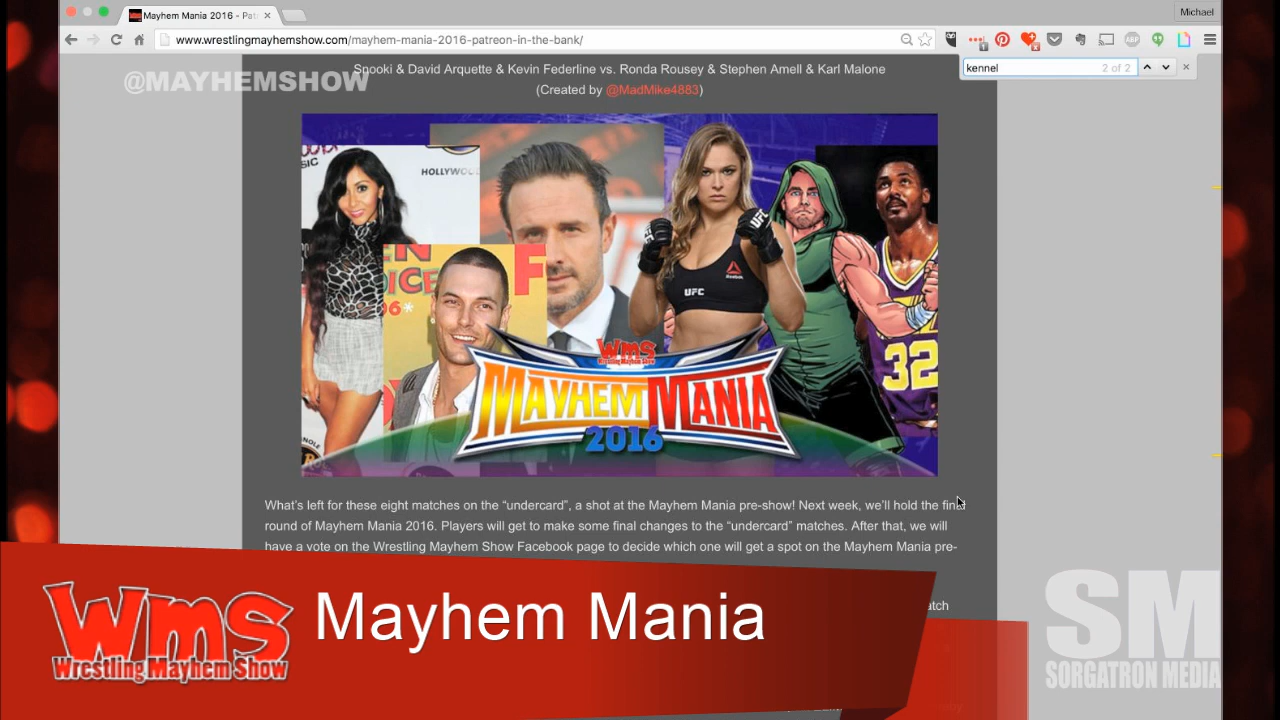 Mayhem Mania 2016 - Pat
Michael
www.wrestlingmayhemshow.com/mayhem-mania-2016-patreon-in-the-bank/
kennel
2 of 2
@MAYHEMSHOW
Snooki & David Arquette & Kevin Federline vs. Ronda Rousey & Stephen Amell & Karl Malone
(Created by @MadMike4883)
SIC
HOLLYWO
ICE
F
UFC
Reebok
UFC
32
WMS
Wrestling Mayhem Show
MAYHEM MANIA
2016
What's left for these eight matches on the “undercard”, a shot at the Mayhem Mania pre-show! Next week, we'll hold the final
round of Mayhem Mania 2016. Players will get to make some final changes to the “undercard” matches. After that, we will
have a vote on the Wrestling Mayhem Show Facebook page to decide which one will get a spot on the Mayhem Mania pre-
atch
Wms
Wrestling Mayhem Show
Mayhem Mania
SM
SORGATRON MEDIA